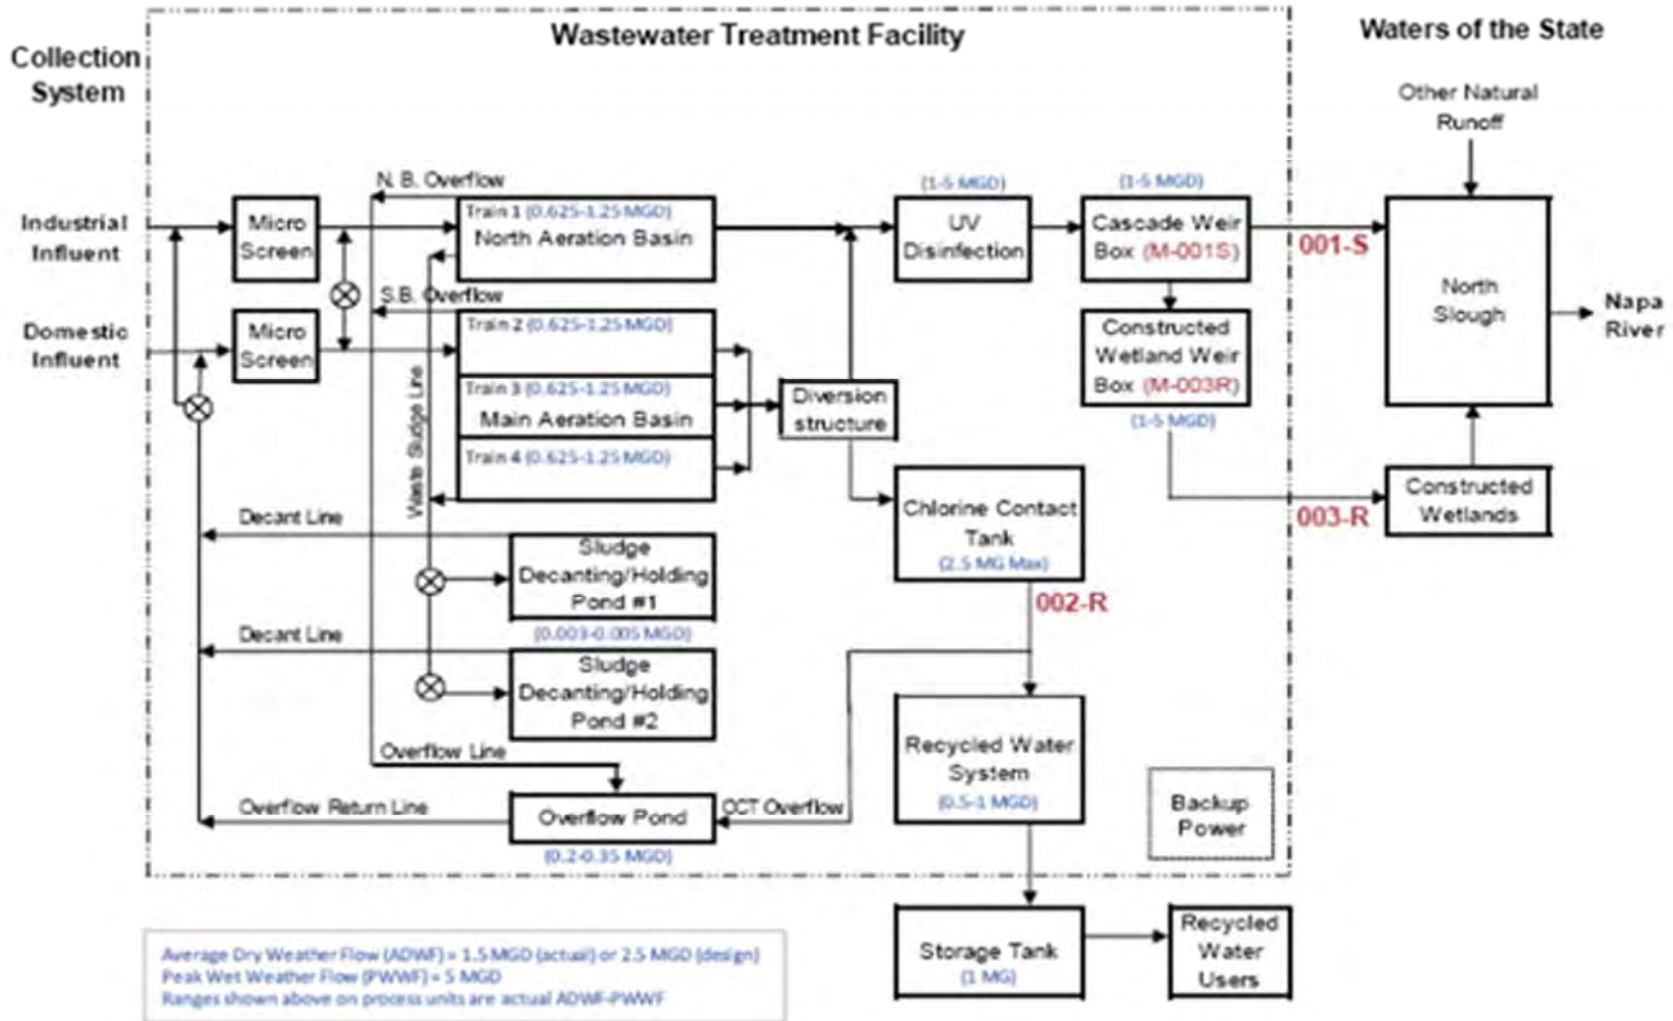 Wastewater Treatment Facility
Waters of the State
Collection
System
Other Natural
Runoff
N. B. Overflow
(1-5 MGD)
(1-5 MGD)
Industrial
Influent
Micro
Screen
Train 1 (0.625-1.25 MGD)
North Aeration Basin
UV
Disinfection
Cascade Weir
Box (M-001S)
001-S
North
Slough
Napa
River
S.B. Overflow
Domestic
Influent
Micro
Screen
Train 2 (0.625-1.25 MGD)
Constructed
Wetland Weir
Box (M-003R)
(1-5 MGD)
Train 3 (0.625-1.25 MGD)
Main Aeration Basin
Diversion
structure
Train 4 (0.625-1.25 MGD)
Waste Sludge Line
Chlorine Contact
Tank
(2.5 MG Max)
Constructed
Wetlands
003-R
Decant Line
Sludge
Decanting/Holding
Pond #1
(0.003-0.005 MGD)
002-R
Decant Line
Sludge
Decanting/Holding
Pond #2
Overflow Line
Recycled Water
System
(0.5-1 MGD)
Backup
Power
Overflow Return Line
Overflow Pond
CCT Overflow
(0.2-0.35 MGD)
Storage Tank
(1 MG)
Recycled
Water
Users
Average Dry Weather Flow (ADWF) = 1.5 MGD (actual) or 2.5 MGD (design)
Peak Wet Weather Flow (PWWF) = 5 MGD
Ranges shown above on process units are actual ADWF-PWWF